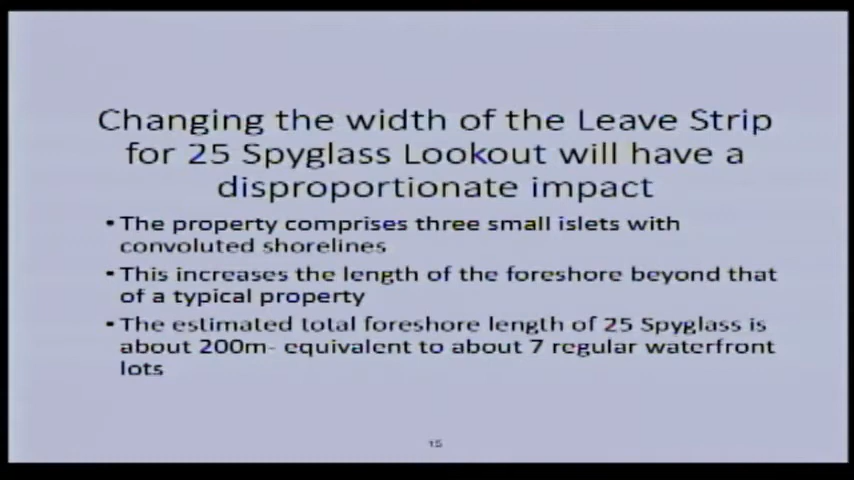 Changing the width of the Leave Strip
for 25 Spyglass Lookout will have a
disproportionate impact
• The property comprises three small islets with
convoluted shorelines
• This increases the length of the foreshore beyond that
of a typical property
• The estimated total foreshore length of 25 Spyglass is
about 200m- equivalent to about 7 regular waterfront
lots
15